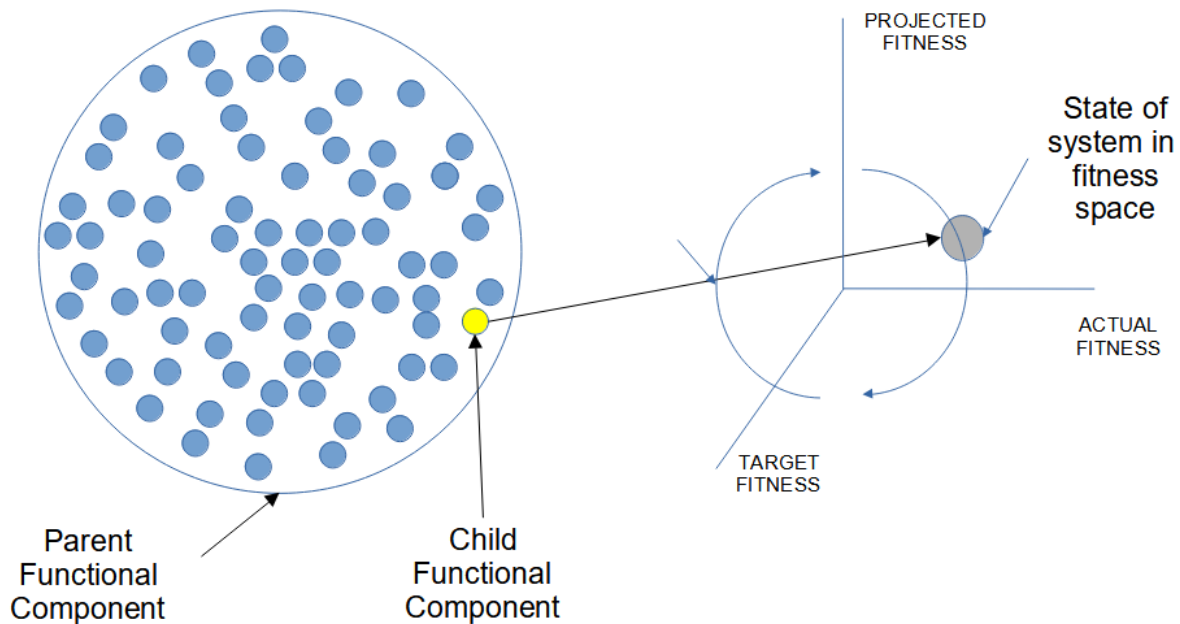 PROJECTED
FITNESS
State of
system in
fitness
space
ACTUAL
FITNESS
TARGET
FITNESS
Parent
Functional
Component
Child
Functional
Component